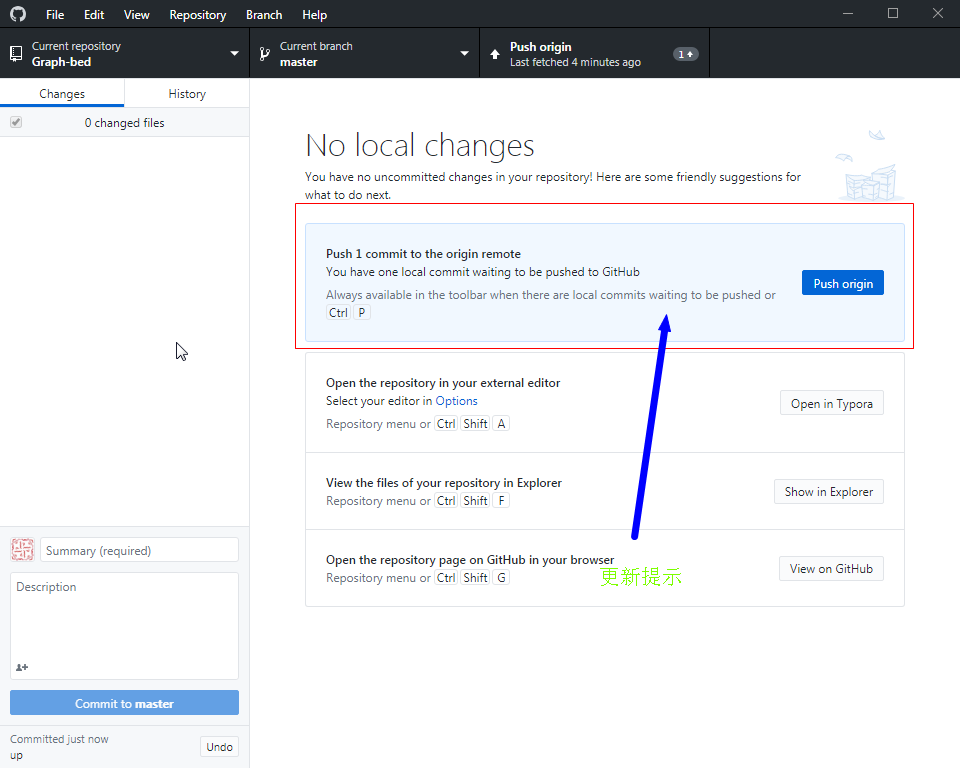 File Edit View Repository Branch Help
Current repository
Graph-bed
Current branch
master
Push origin
Last fetched 4 minutes ago
1
Changes
History
0 changed files
No local changes
You have no uncommitted changes in your repository! Here are some friendly suggestions for
what to do next.
Push 1 commit to the origin remote
You have one local commit waiting to be pushed to GitHub
Always available in the toolbar when there are local commits waiting to be pushed or
Ctrl P
Push origin
Open the repository in your external editor
Select your editor in Options
Repository menu or Ctrl Shift A
Open in Typora
View the files of your repository in Explorer
Repository menu or Ctrl Shift F
Show in Explorer
Open the repository page on GitHub in your browser
Repository menu or Ctrl Shift G
View on GitHub
更新提示
Summary (required)
Description
Commit to master
Committed just now
up
Undo